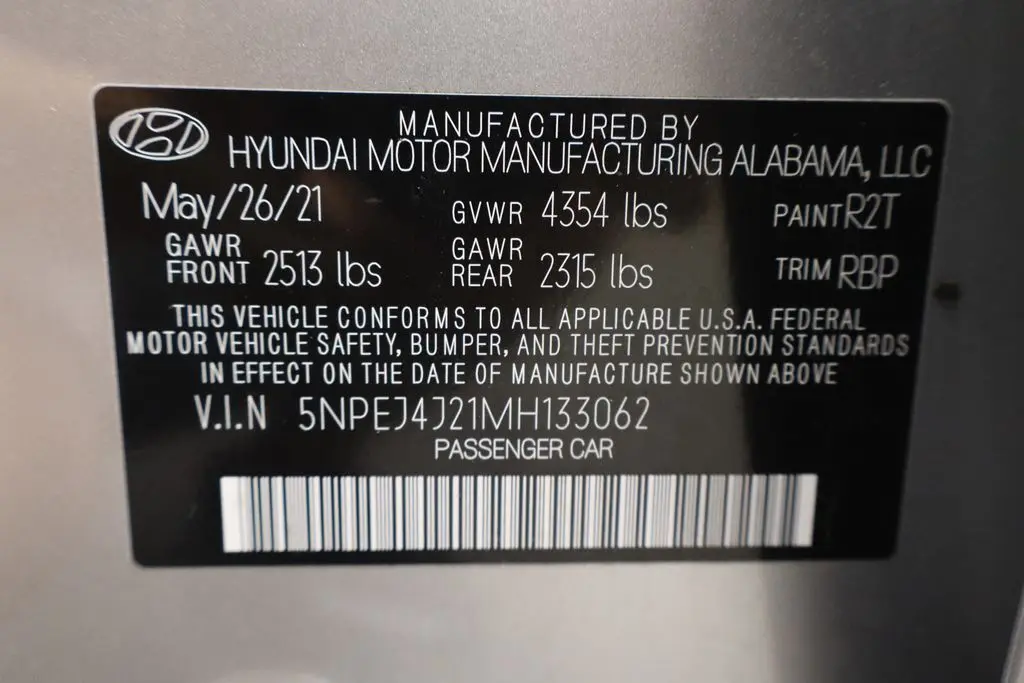 MANUFACTURED BY
HYUNDAI MOTOR MANUFACTURING ALABAMA, LLC
May/26/21 GVWR 4354 lbs PAINT R2T
GAWR FRONT 2513 lbs GAWR REAR 2315 lbs TRIM RBP
THIS VEHICLE CONFORMS TO ALL APPLICABLE U.S.A. FEDERAL
MOTOR VEHICLE SAFETY, BUMPER, AND THEFT PREVENTION STANDARDS
IN EFFECT ON THE DATE OF MANUFACTURE SHOWN ABOVE
V.I.N 5NPEJ4J21MH133062
PASSENGER CAR